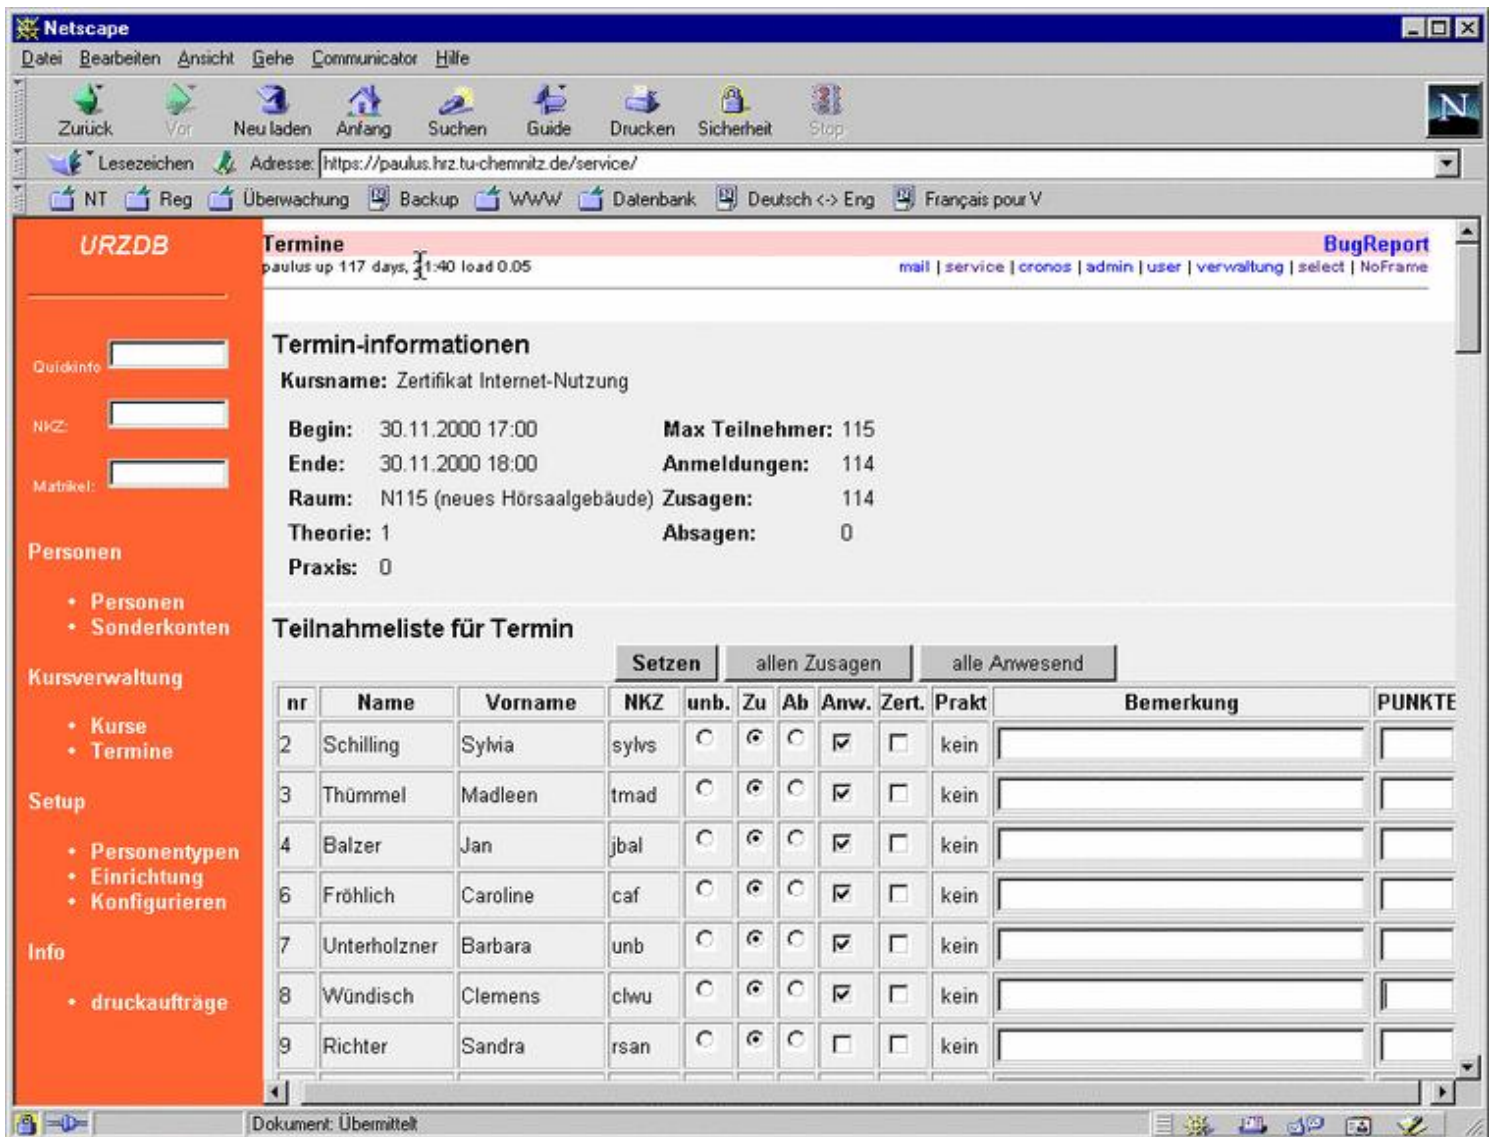 Netscape
Datei Bearbeiten Ansicht Gehe Communicator Hilfe
Zurück Vor Neu laden Anfang Suchen Guide Drucken Sicherheit Stop
N
Lesezeichen Adresse: https://paulus.hrz.tu-chemnitz.de/service/
NT Reg Überwachung Backup WWW Datenbank Deutsch <-> Eng Français pour V
URZDB
Quickinfo
NKZ:
Matrikel:
Personen
• Personen
• Sonderkonten
Kursverwaltung
• Kurse
• Termine
Setup
• Personentypen
• Einrichtung
• Konfigurieren
Info
• druckaufträge
Termine BugReport
paulus up 117 days, 21:40 load 0.05 mail | service | cronos | admin | user | verwaltung | select | NoFrame
Termin-informationen
Kursname: Zertifikat Internet-Nutzung
Begin: 30.11.2000 17:00 Max Teilnehmer: 115
Ende: 30.11.2000 18:00 Anmeldungen: 114
Raum: N115 (neues Hörsaalgebäude) Zusagen: 114
Theorie: 1 Absagen: 0
Praxis: 0
Teilnahmeliste für Termin
Setzen allen Zusagen alle Anwesend
nr Name Vorname NKZ unb. Zu Ab Anw. Zert. Prakt Bemerkung PUNKTE
2 Schilling Sylvia sylvs kein
3 Thümmel Madleen tmad kein
4 Balzer Jan jbal kein
6 Fröhlich Caroline caf kein
7 Unterholzner Barbara unb kein
8 Wündisch Clemens clwu kein
9 Richter Sandra rsan kein
Dokument: Übermittelt